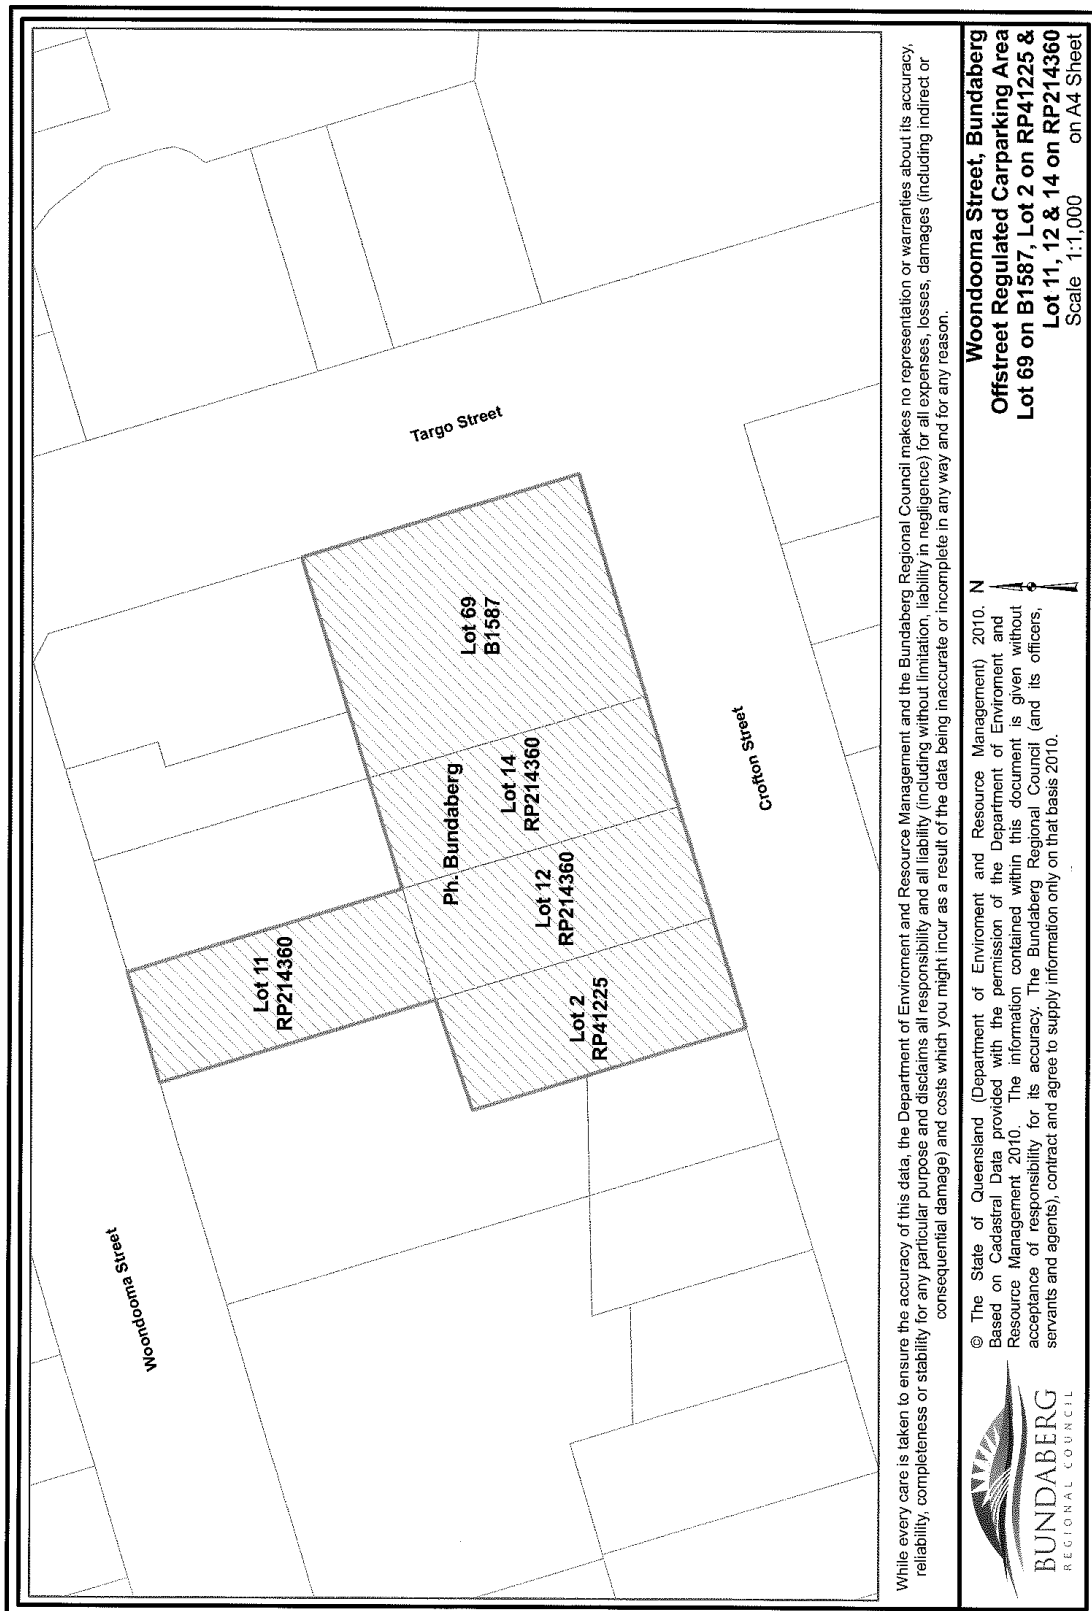 Woondooma Street
Targo Street
Crofton Street
Lot 11
RP214360
Ph. Bundaberg
Lot 69
B1587
Lot 14
RP214360
Lot 12
RP214360
Lot 2
RP41225
While every care is taken to ensure the accuracy of this data, the Department of Enviroment and Resource Management and the Bundaberg Regional Council makes no representation or warranties about its accuracy,
reliability, completeness or stability for any particular purpose and disclaims all responsibility and all liability (including without limitation, liability in negligence) for all expenses, losses, damages (including indirect or
consequential damage) and costs which you might incur as a result of the data being inaccurate or incomplete in any way and for any reason.
BUNDABERG
REGIONAL COUNCIL
© The State of Queensland (Department of Enviroment and Resource Management) 2010.
Based on Cadastral Data provided with the permission of the Department of Enviroment and
Resource Management 2010. The information contained within this document is given without
acceptance of responsibility for its accuracy. The Bundaberg Regional Council (and its officers,
servants and agents), contract and agree to supply information only on that basis 2010.
N
Woondooma Street, Bundaberg
Offstreet Regulated Carparking Area
Lot 69 on B1587, Lot 2 on RP41225 &
Lot 11, 12 & 14 on RP214360
Scale 1:1,000 on A4 Sheet